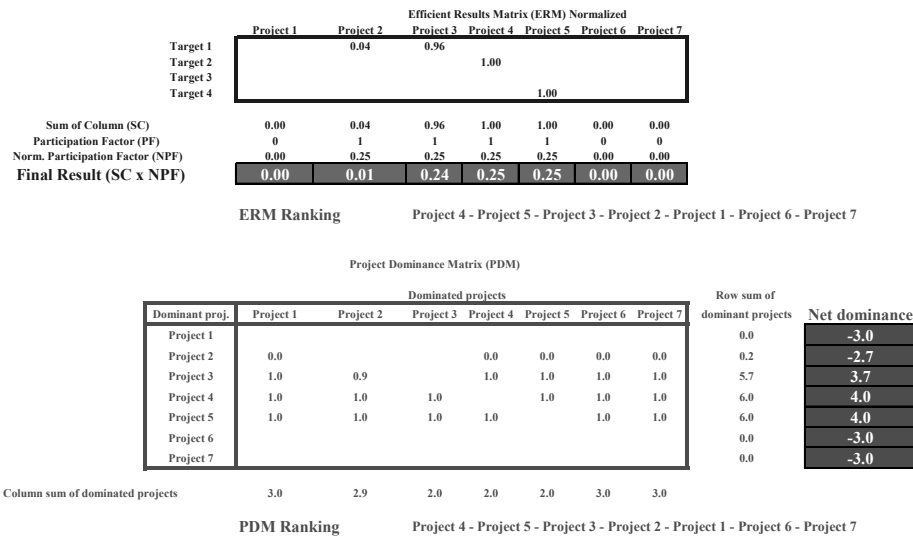 Efficient Results Matrix (ERM) Normalized
Project 1 Project 2 Project 3 Project 4 Project 5 Project 6 Project 7
Target 1 0.04 0.96
Target 2 1.00
Target 3
Target 4 1.00
Sum of Column (SC) 0.00 0.04 0.96 1.00 1.00 0.00 0.00
Participation Factor (PF) 0 1 1 1 1 0 0
Norm. Participation Factor (NPF) 0.00 0.25 0.25 0.25 0.25 0.00 0.00
Final Result (SC x NPF) 0.00 0.01 0.24 0.25 0.25 0.00 0.00
ERM Ranking Project 4 - Project 5 - Project 3 - Project 2 - Project 1 - Project 6 - Project 7
Project Dominance Matrix (PDM)
Dominated projects Row sum of
Dominant proj. Project 1 Project 2 Project 3 Project 4 Project 5 Project 6 Project 7 dominant projects Net dominance
Project 1 0.0 -3.0
Project 2 0.0 0.0 0.0 0.0 0.0 0.2 -2.7
Project 3 1.0 0.9 1.0 1.0 1.0 1.0 5.7 3.7
Project 4 1.0 1.0 1.0 1.0 1.0 1.0 6.0 4.0
Project 5 1.0 1.0 1.0 1.0 1.0 1.0 6.0 4.0
Project 6 0.0 -3.0
Project 7 0.0 -3.0
Column sum of dominated projects 3.0 2.9 2.0 2.0 2.0 3.0 3.0
PDM Ranking Project 4 - Project 5 - Project 3 - Project 2 - Project 1 - Project 6 - Project 7